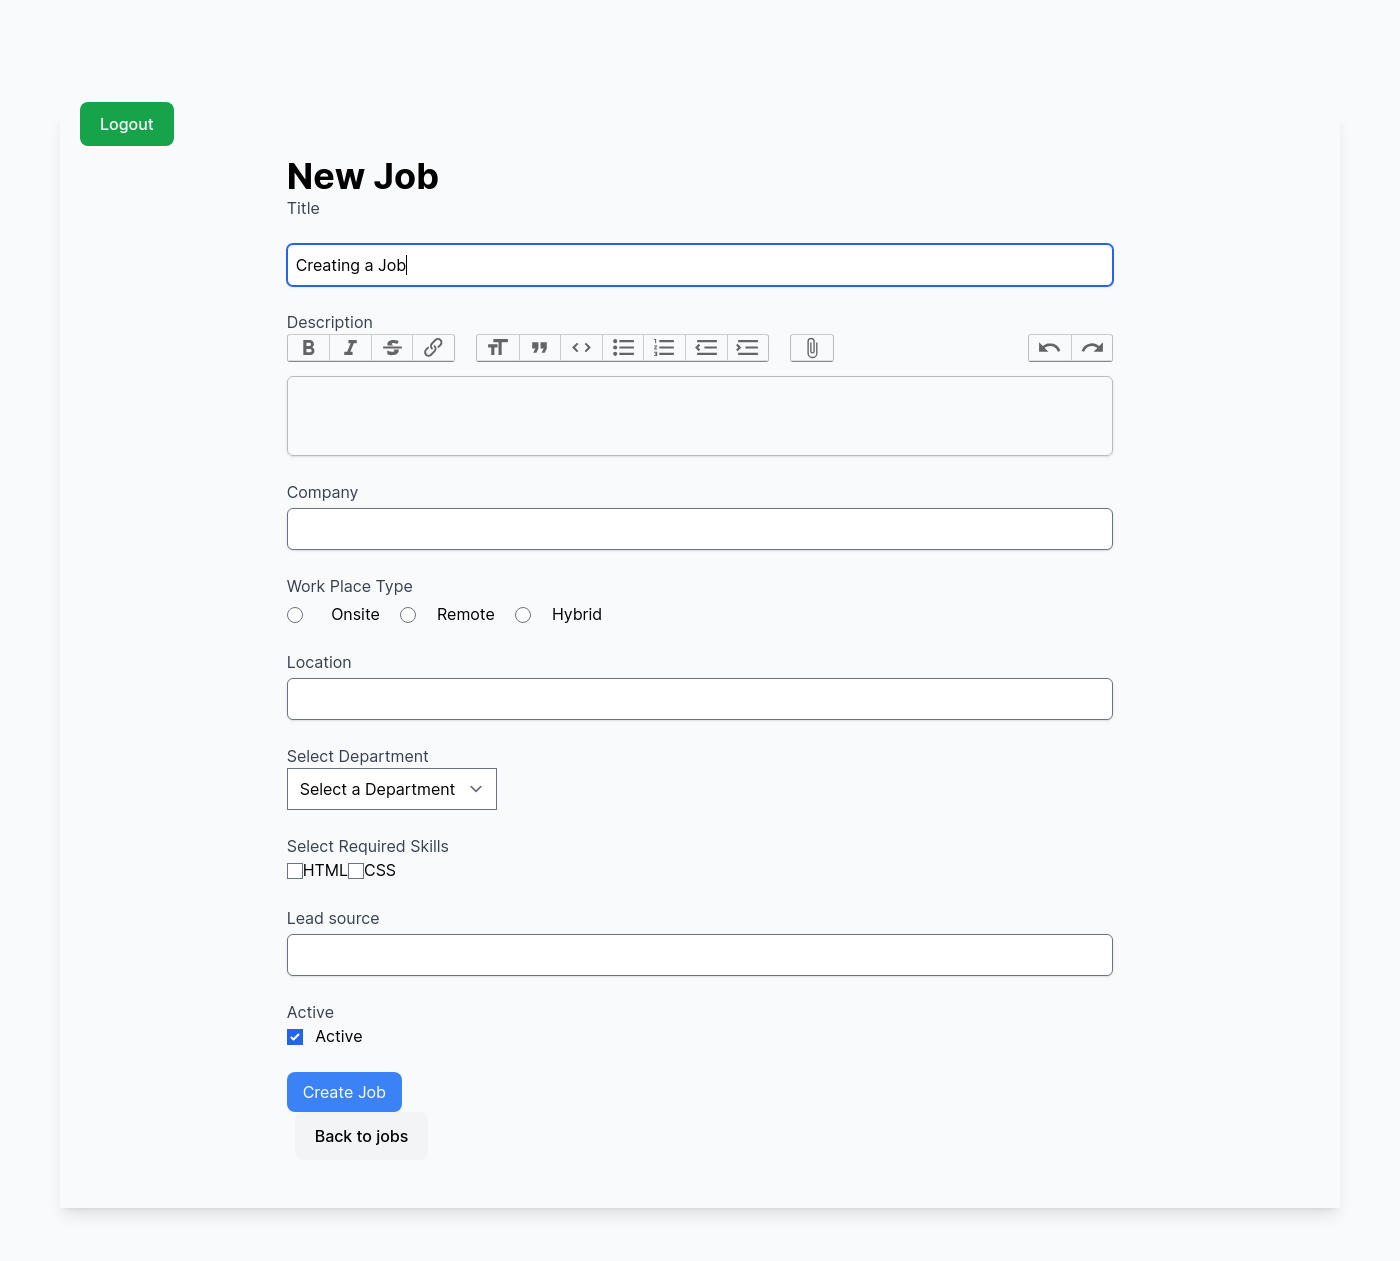 Logout
New Job
Title
Creating a Job
Description
Company
Work Place Type
Onsite Remote Hybrid
Location
Select Department
Select a Department
Select Required Skills
HTML CSS
Lead source
Active
Active
Create Job
Back to jobs